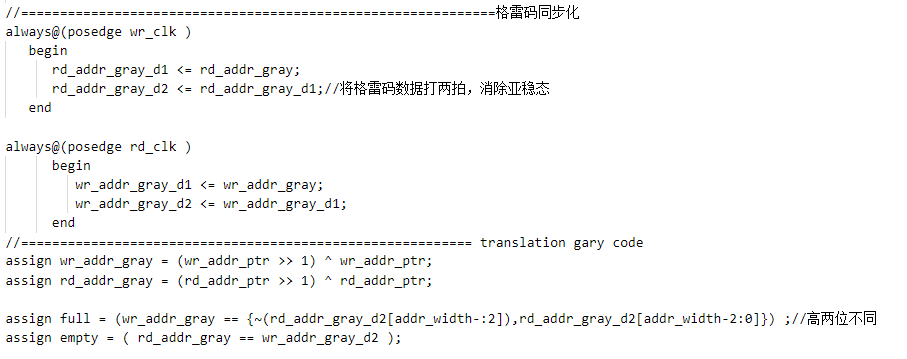 //=============================================================格雷码同步化
always@(posedge wr_clk )
begin
rd_addr_gray_d1 <= rd_addr_gray;
rd_addr_gray_d2 <= rd_addr_gray_d1;//将格雷码数据打两拍，消除亚稳态
end
always@(posedge rd_clk )
begin
wr_addr_gray_d1 <= wr_addr_gray;
wr_addr_gray_d2 <= wr_addr_gray_d1;
end
//========================================================== translation gary code
assign wr_addr_gray = (wr_addr_ptr >> 1) ^ wr_addr_ptr;
assign rd_addr_gray = (rd_addr_ptr >> 1) ^ rd_addr_ptr;
assign full = (wr_addr_gray == {~(rd_addr_gray_d2[addr_width-:2]),rd_addr_gray_d2[addr_width-2:0]}) ;//高两位不同
assign empty = ( rd_addr_gray == wr_addr_gray_d2 );